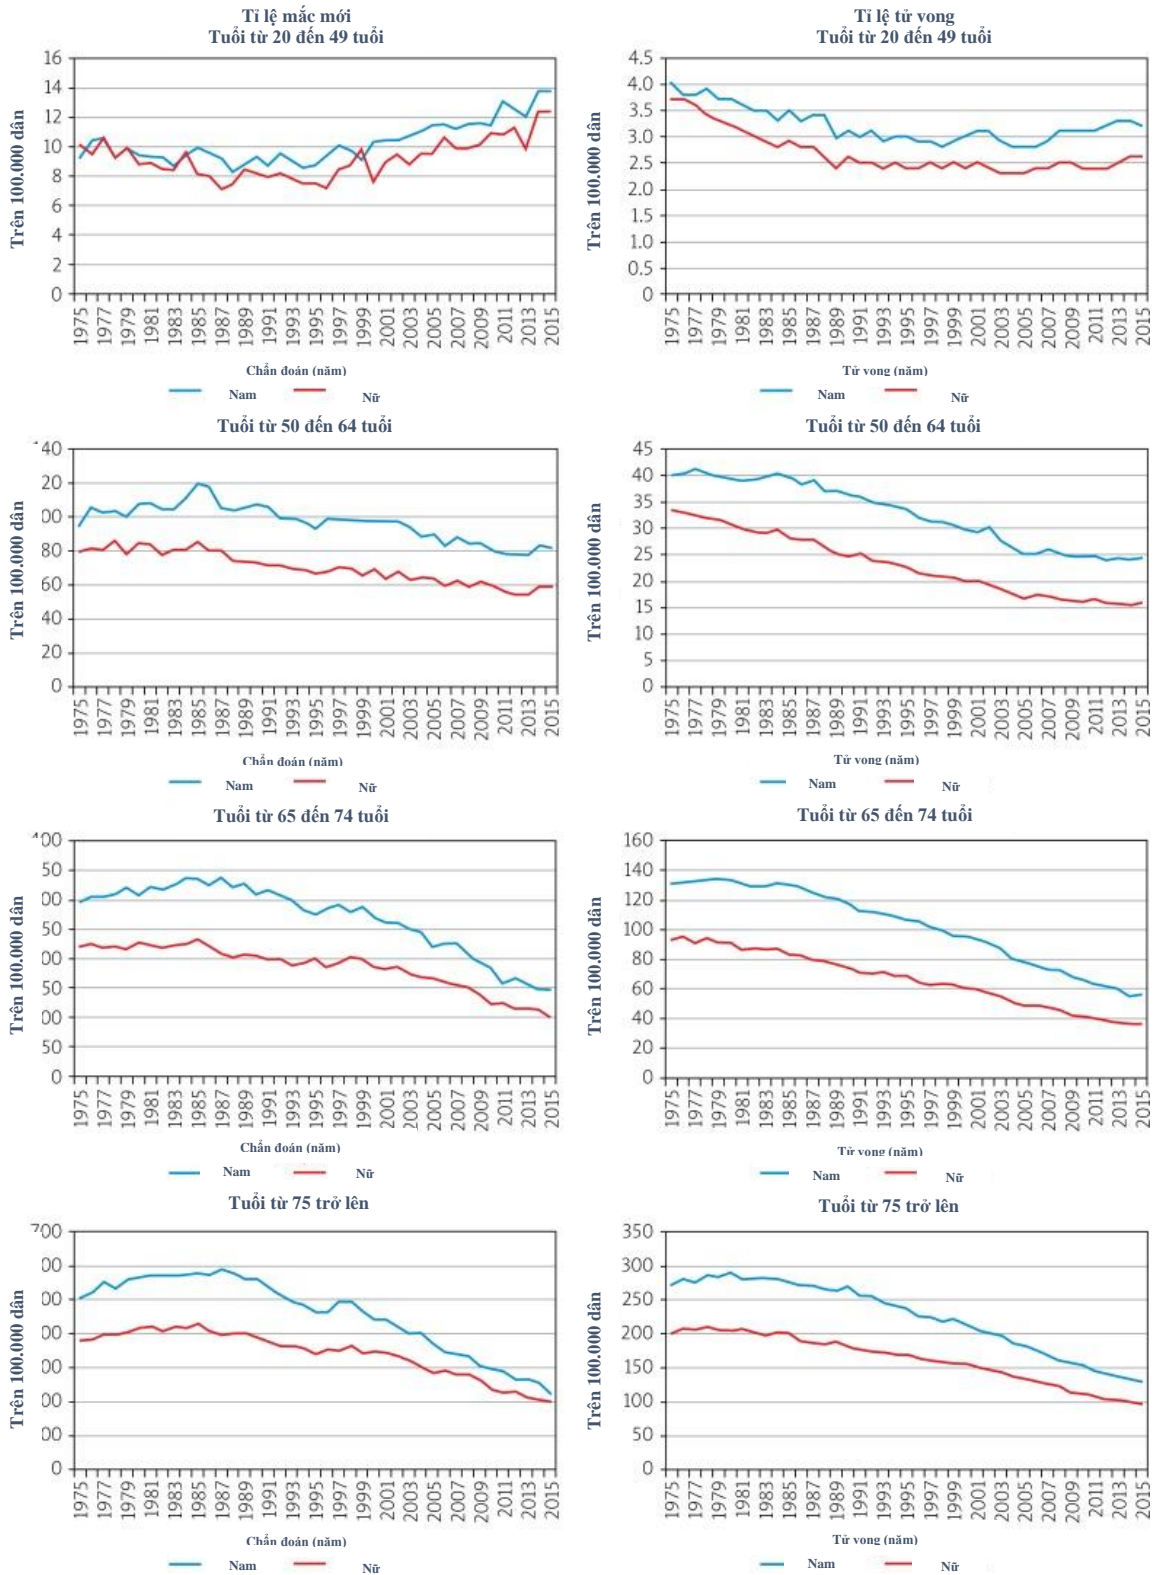 Tỉ lệ mắc mới
Tuổi từ 20 đến 49 tuổi
Trên 100.000 dân
16
14
12
10
8
6
4
2
0
1975 1977 1979 1981 1983 1985 1987 1989 1991 1993 1995 1997 1999 2001 2003 2005 2007 2009 2011 2013 2015
Chẩn đoán (năm)
Nam Nữ
Tỉ lệ tử vong
Tuổi từ 20 đến 49 tuổi
Trên 100.000 dân
4.5
4.0
3.5
3.0
2.5
2.0
1.5
1.0
0.5
0
1975 1977 1979 1981 1983 1985 1987 1989 1991 1993 1995 1997 1999 2001 2003 2005 2007 2009 2011 2013 2015
Tử vong (năm)
Nam Nữ
Tuổi từ 50 đến 64 tuổi
Trên 100.000 dân
40
20
00
80
60
40
20
0
1975 1977 1979 1981 1983 1985 1987 1989 1991 1993 1995 1997 1999 2001 2003 2005 2007 2009 2011 2013 2015
Chẩn đoán (năm)
Nam Nữ
Tuổi từ 50 đến 64 tuổi
Trên 100.000 dân
45
40
35
30
25
20
15
10
5
0
1975 1977 1979 1981 1983 1985 1987 1989 1991 1993 1995 1997 1999 2001 2003 2005 2007 2009 2011 2013 2015
Tử vong (năm)
Nam Nữ
Tuổi từ 65 đến 74 tuổi
Trên 100.000 dân
00
50
00
50
00
50
00
50
0
1975 1977 1979 1981 1983 1985 1987 1989 1991 1993 1995 1997 1999 2001 2003 2005 2007 2009 2011 2013 2015
Chẩn đoán (năm)
Nam Nữ
Tuổi từ 65 đến 74 tuổi
Trên 100.000 dân
160
140
120
100
80
60
40
20
0
1975 1977 1979 1981 1983 1985 1987 1989 1991 1993 1995 1997 1999 2001 2003 2005 2007 2009 2011 2013 2015
Tử vong (năm)
Nam Nữ
Tuổi từ 75 trở lên
Trên 100.000 dân
700
00
00
00
00
00
00
0
1975 1977 1979 1981 1983 1985 1987 1989 1991 1993 1995 1997 1999 2001 2003 2005 2007 2009 2011 2013 2015
Chẩn đoán (năm)
Nam Nữ
Tuổi từ 75 trở lên
Trên 100.000 dân
350
300
250
200
150
100
50
0
1975 1977 1979 1981 1983 1985 1987 1989 1991 1993 1995 1997 1999 2001 2003 2005 2007 2009 2011 2013 2015
Tử vong (năm)
Nam Nữ